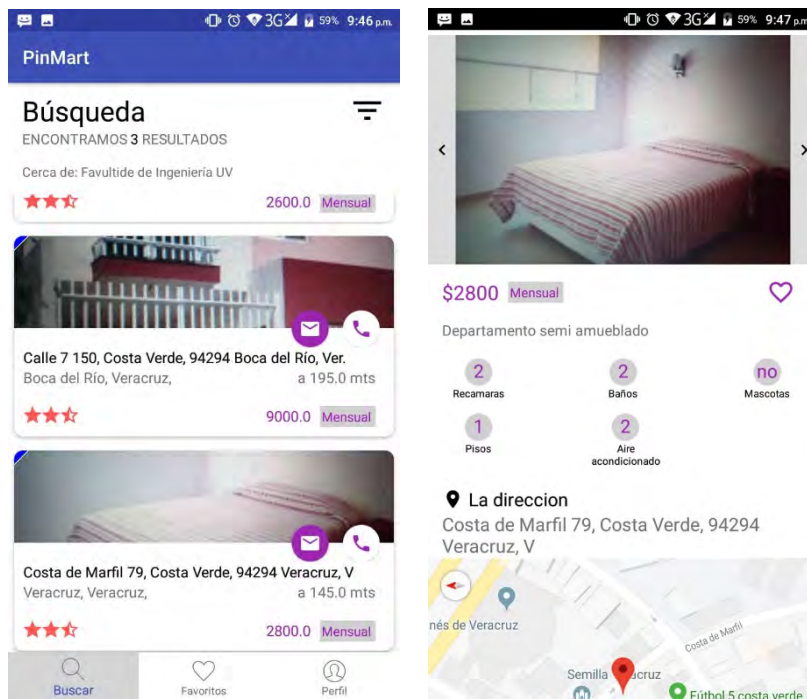 59% 9:46 p.m.
3G
PinMart
Búsqueda
ENCONTRAMOS 3 RESULTADOS
Cerca de: Favultide de Ingeniería UV
2600.0 Mensual
Calle 7 150, Costa Verde, 94294 Boca del Río, Ver.
Boca del Río, Veracruz, a 195.0 mts
9000.0 Mensual
Costa de Marfil 79, Costa Verde, 94294 Veracruz, V
Veracruz, Veracruz, a 145.0 mts
2800.0 Mensual
Buscar Favoritos Perfil
3G 59% 9:47 p.m
$2800 Mensual
Departamento semi amueblado
2 2 no
Recamaras Baños Mascotas
1 2
Pisos Aire
acondicionado
La direccion
Costa de Marfil 79, Costa Verde, 94294
Veracruz, V
nés de Veracruz
Costa de Marfil
Semilla acruz
Fútbol 5 costa verde